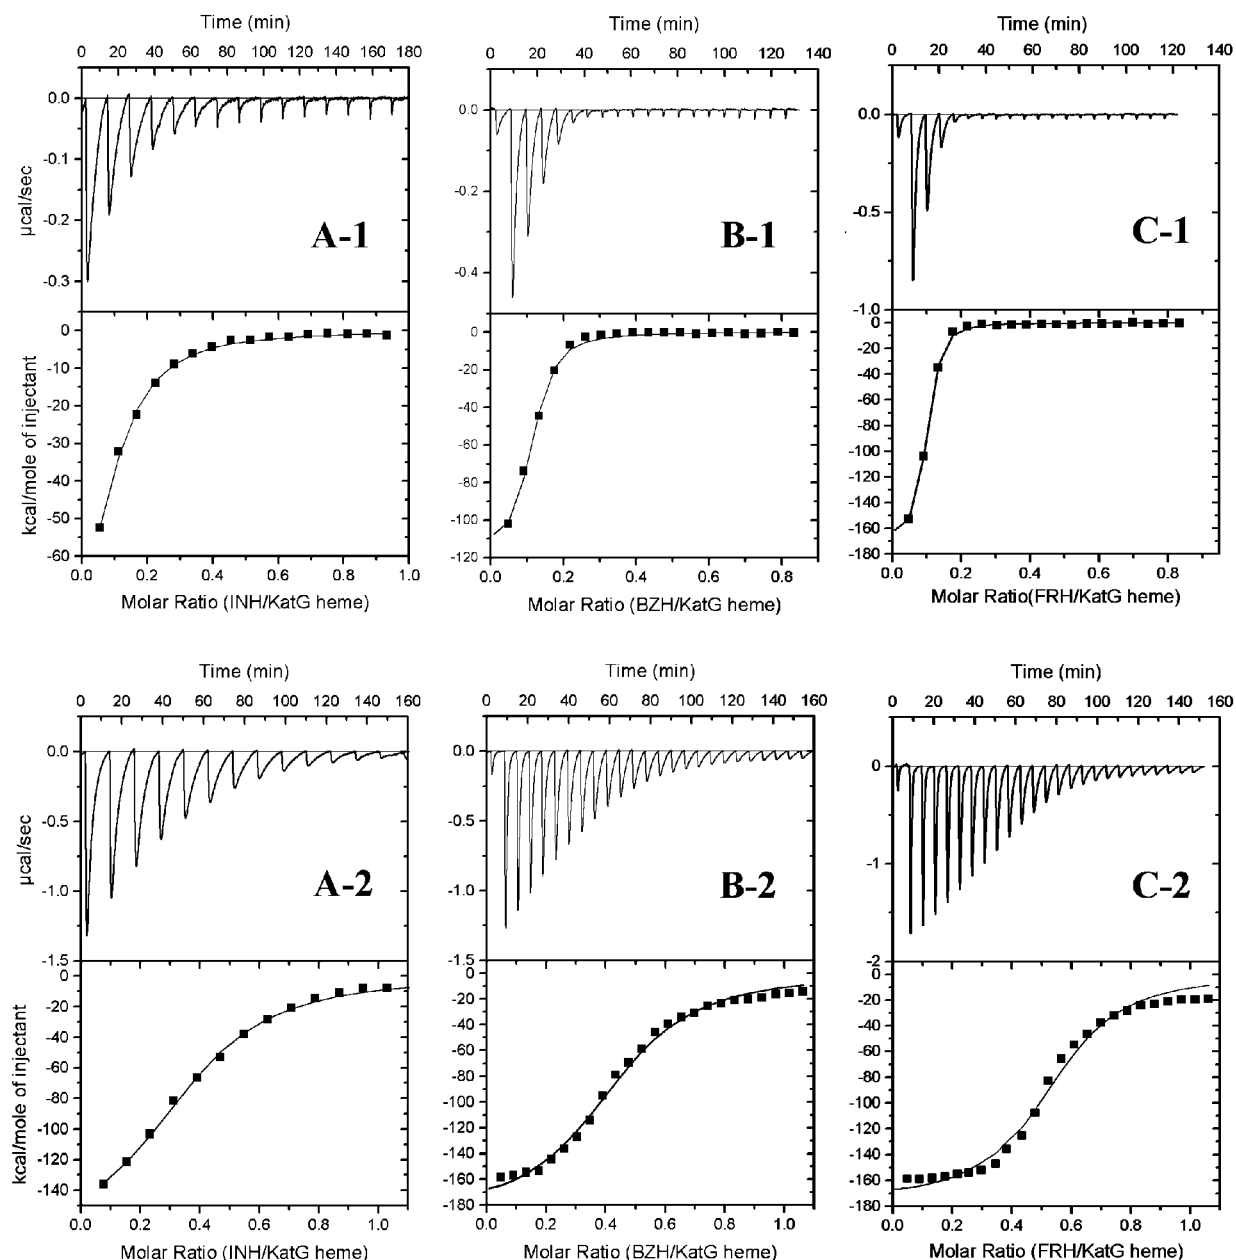 Time (min)
0 20 40 60 80 100 120 140 160 180
0.0
-0.1
-0.2
-0.3
µcal/sec
A-1
0
-10
-20
-30
-40
-50
-60
kcal/mole of injectant
0.0 0.2 0.4 0.6 0.8 1.0
Molar Ratio (INH/KatG heme)
Time (min)
0 20 40 60 80 100 120 140
0.0
-0.2
-0.4
B-1
0
-20
-40
-60
-80
-100
-120
0.0 0.2 0.4 0.6 0.8
Molar Ratio (BZH/KatG heme)
Time (min)
0 20 40 60 80 100 120 140
0.0
-0.5
-1.0
C-1
0
-20
-40
-60
-80
-100
-120
-140
-160
-180
0.0 0.2 0.4 0.6 0.8
Molar Ratio(FRH/KatG heme)
Time (min)
0 20 40 60 80 100 120 140 160
0.0
-0.5
-1.0
-1.5
µcal/sec
A-2
0
-20
-40
-60
-80
-100
-120
-140
kcal/mole of injectant
0.0 0.2 0.4 0.6 0.8 1.0
Molar Ratio (INH/KatG heme)
Time (min)
0 20 40 60 80 100 120 140 160
0.0
-0.5
-1.0
-1.5
B-2
0
-20
-40
-60
-80
-100
-120
-140
-160
-180
0.0 0.2 0.4 0.6 0.8 1.0
Molar Ratio (BZH/KatG heme)
Time (min)
0 20 40 60 80 100 120 140 160
0
-1
-2
C-2
0
-20
-40
-60
-80
-100
-120
-140
-160
-180
0.0 0.2 0.4 0.6 0.8 1.0
Molar Ratio (FRH/KatG heme)